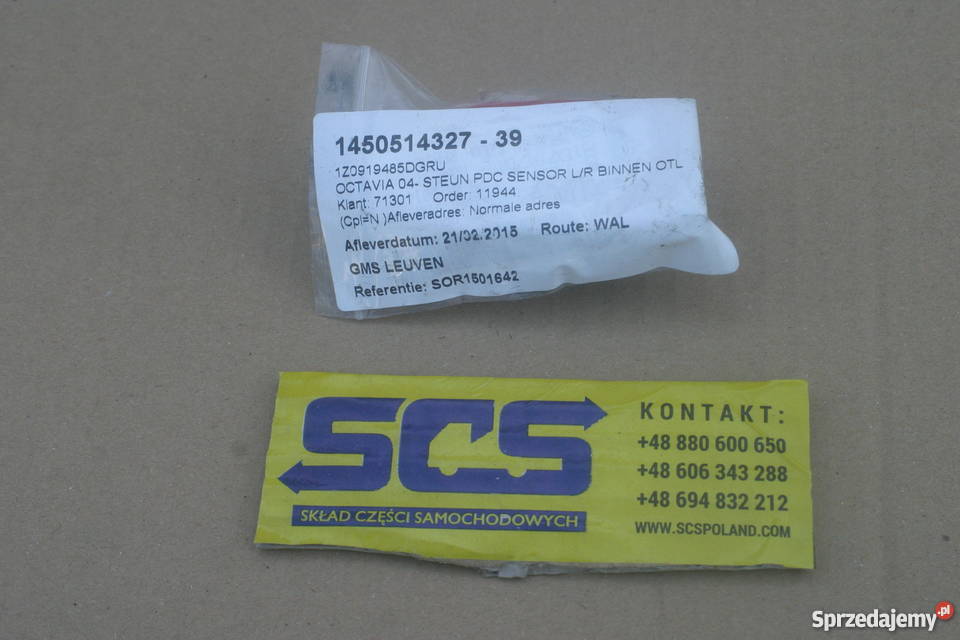 1450514327 - 39
1Z0919485DGRU
OCTAVIA 04- STEUN PDC SENSOR L/R BINNEN OTL
Klant: 71301 Order: 11944
(Cpl=N )Afleveradres: Normale adres
Afleverdatum: 21/02.2015 Route: WAL
GMS LEUVEN
Referentie: SOR1501642
SCS
SKŁAD CZĘŚCI SAMOCHODOWYCH
KONTAKT:
+48 880 600 650
+48 606 343 288
+48 694 832 212
WWW.SCSPOLAND.COM
Sprzedajemy.pl